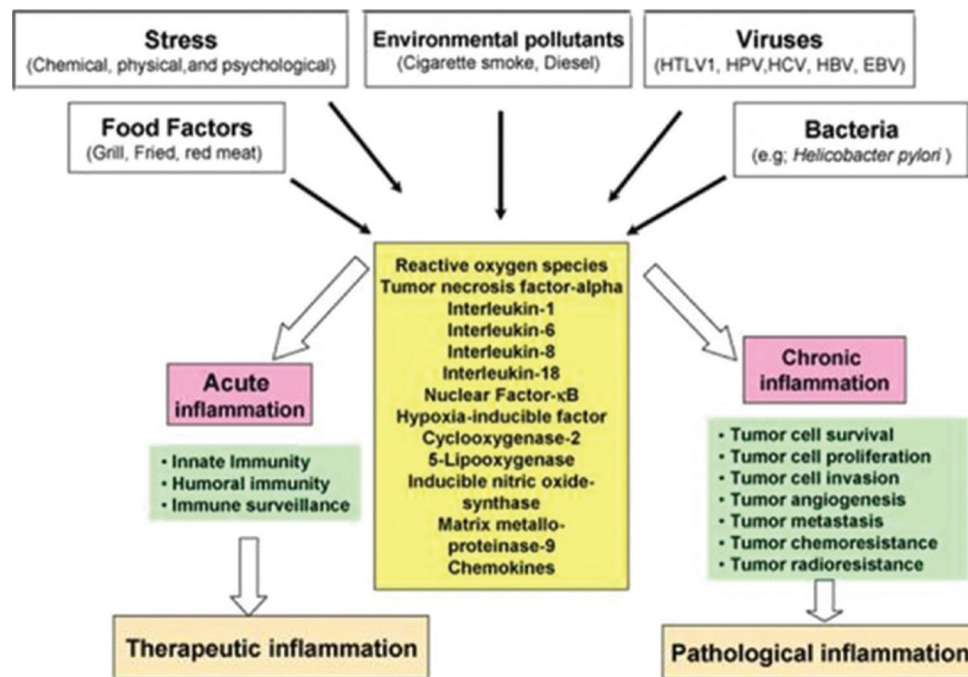 Stress
(Chemical, physical,and psychological)
Environmental pollutants
(Cigarette smoke, Diesel)
Viruses
(HTLV1, HPV,HCV, HBV, EBV)
Food Factors
(Grill, Fried, red meat)
Bacteria
(e.g; Helicobacter pylori )
Reactive oxygen species
Tumor necrosis factor-alpha
Interleukin-1
Interleukin-6
Interleukin-8
Interleukin-18
Nuclear Factor-κB
Hypoxia-inducible factor
Cyclooxygenase-2
5-Lipooxygenase
Inducible nitric oxide-
synthase
Matrix metallo-
proteinase-9
Chemokines
Acute
inflammation
• Innate Immunity
• Humoral immunity
• Immune surveillance
Therapeutic inflammation
Chronic
inflammation
• Tumor cell survival
• Tumor cell proliferation
• Tumor cell invasion
• Tumor angiogenesis
• Tumor metastasis
• Tumor chemoresistance
• Tumor radioresistance
Pathological inflammation